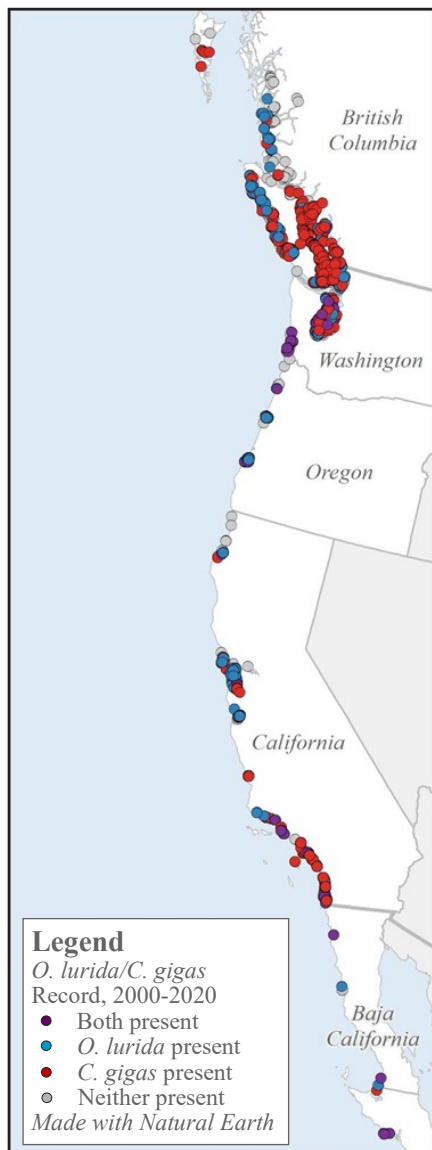 British
Columbia
Washington
Oregon
California
Legend
O. lurida/C. gigas
Record, 2000-2020
Both present
O. lurida present
C. gigas present
Neither present
Made with Natural Earth
Baja
California